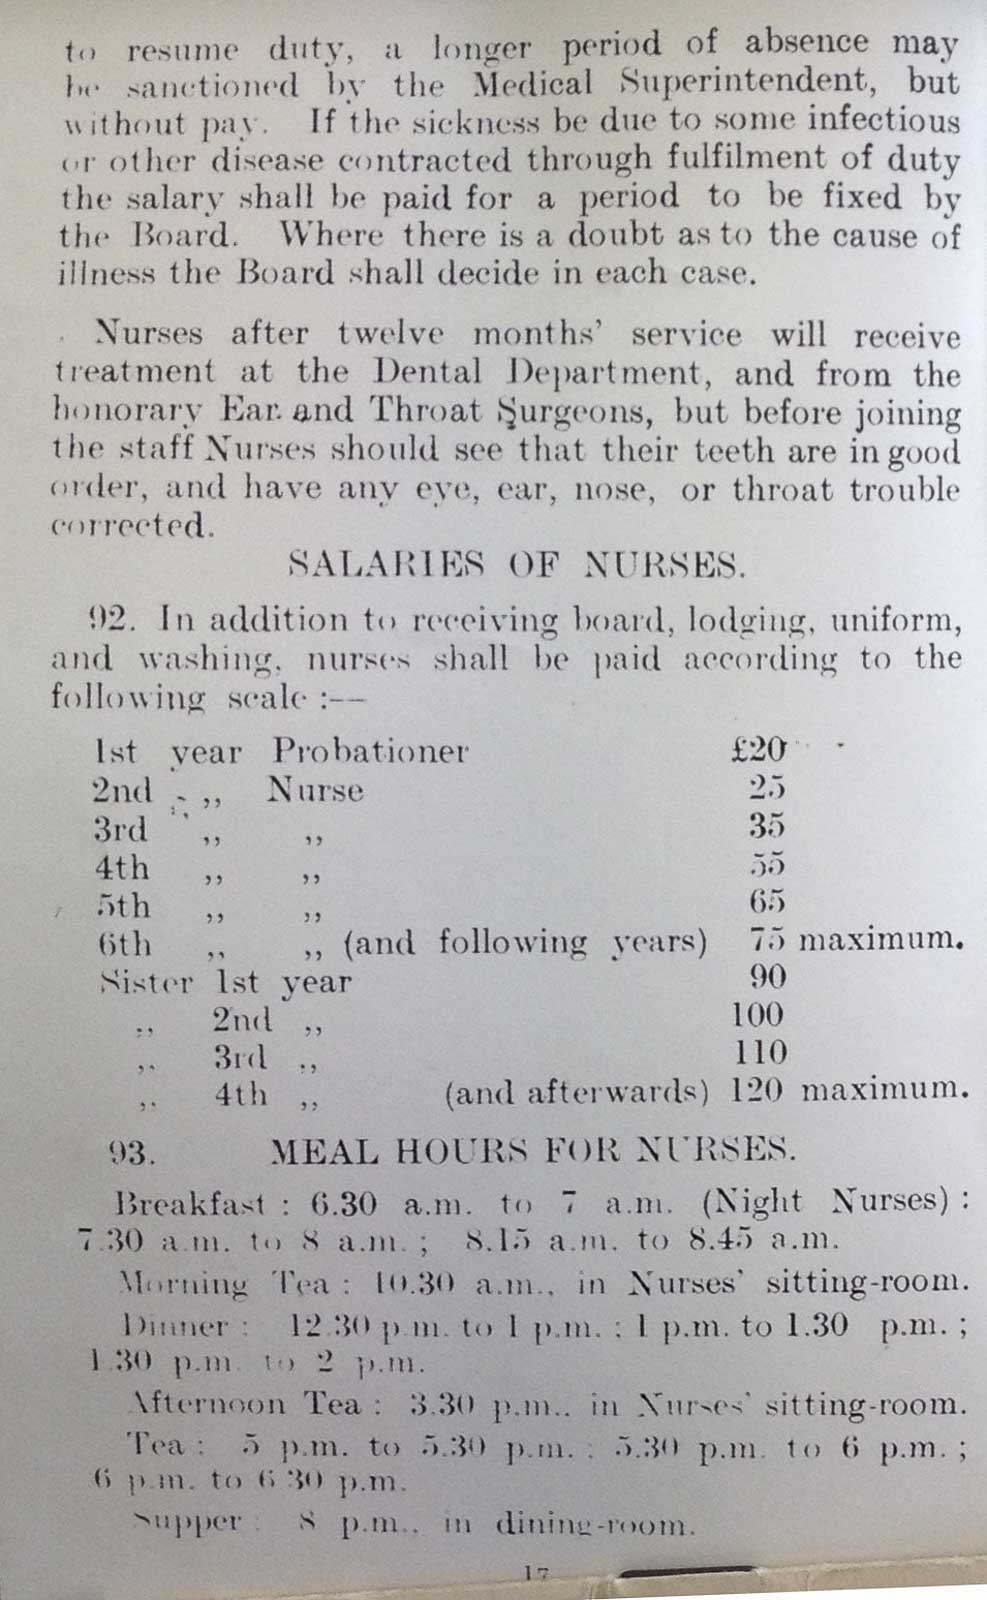 to resume duty, a longer period of absence may
be sanctioned by the Medical Superintendent, but
without pay. If the sickness be due to some infectious
or other disease contracted through fulfilment of duty
the salary shall be paid for a period to be fixed by
the Board. Where there is a doubt as to the cause of
illness the Board shall decide in each case.
Nurses after twelve months' service will receive
treatment at the Dental Department, and from the
honorary Ear and Throat Surgeons, but before joining
the staff Nurses should see that their teeth are in good
order, and have any eye, ear, nose, or throat trouble
corrected.
SALARIES OF NURSES.
92. In addition to receiving board, lodging, uniform,
and washing, nurses shall be paid according to the
following scale :—
1st year Probationer £20
2nd ,, Nurse 25
3rd ,, ,, 35
4th ,, ,, 55
5th ,, ,, 65
6th ,, ,, (and following years) 75 maximum.
Sister 1st year 90
,, 2nd ,, 100
,, 3rd ,, 110
,, 4th ,, (and afterwards) 120 maximum.
93. MEAL HOURS FOR NURSES.
Breakfast : 6.30 a.m. to 7 a.m. (Night Nurses) :
7.30 a.m. to 8 a.m. ; 8.15 a.m. to 8.45 a.m.
Morning Tea : 10.30 a.m., in Nurses' sitting-room.
Dinner : 12.30 p.m. to 1 p.m. : 1 p.m. to 1.30 p.m. ;
1.30 p.m. to 2 p.m.
Afternoon Tea : 3.30 p.m., in Nurses' sitting-room.
Tea : 5 p.m. to 5.30 p.m. : 5.30 p.m. to 6 p.m. ;
6 p.m. to 6.30 p.m.
Supper : 8 p.m., in dining-room.
17